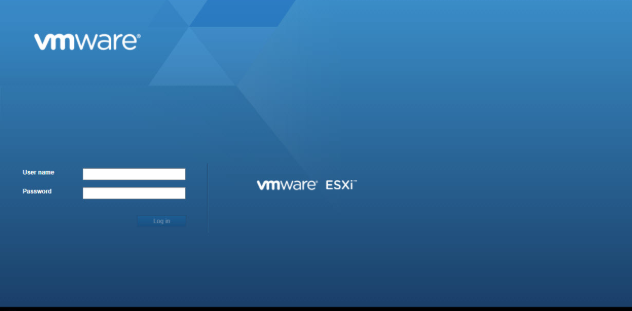 vmware®
User name
Password
vmware® ESXi™
Log in